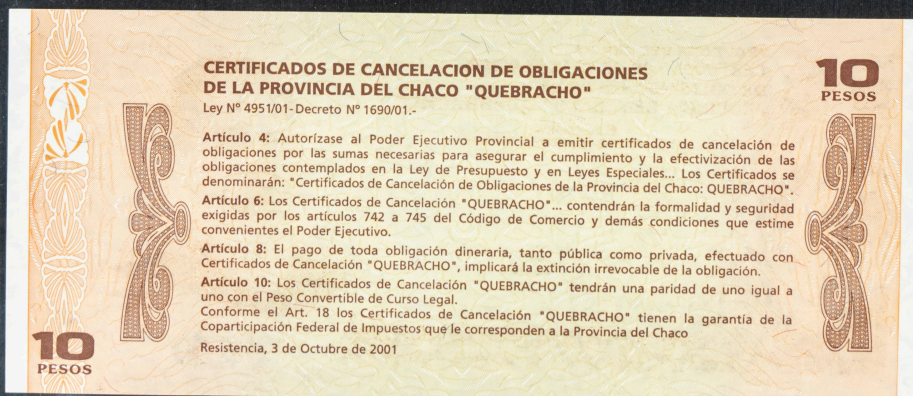 CERTIFICADOS DE CANCELACION DE OBLIGACIONES
DE LA PROVINCIA DEL CHACO "QUEBRACHO"
Ley Nº 4951/01-Decreto Nº 1690/01.-
10
PESOS
Artículo 4: Autorízase al Poder Ejecutivo Provincial a emitir certificados de cancelación de
obligaciones por las sumas necesarias para asegurar el cumplimiento y la efectivización de las
obligaciones contemplados en la Ley de Presupuesto y en Leyes Especiales... Los Certificados se
denominarán: "Certificados de Cancelación de Obligaciones de la Provincia del Chaco: QUEBRACHO".
Artículo 6: Los Certificados de Cancelación "QUEBRACHO"... contendrán la formalidad y seguridad
exigidas por los artículos 742 a 745 del Código de Comercio y demás condiciones que estime
convenientes el Poder Ejecutivo.
Artículo 8: El pago de toda obligación dineraria, tanto pública como privada, efectuado con
Certificados de Cancelación "QUEBRACHO", implicará la extinción irrevocable de la obligación.
Artículo 10: Los Certificados de Cancelación "QUEBRACHO" tendrán una paridad de uno igual a
uno con el Peso Convertible de Curso Legal.
Conforme el Art. 18 los Certificados de Cancelación "QUEBRACHO" tienen la garantía de la
Coparticipación Federal de Impuestos que le corresponden a la Provincia del Chaco
Resistencia, 3 de Octubre de 2001
10
PESOS